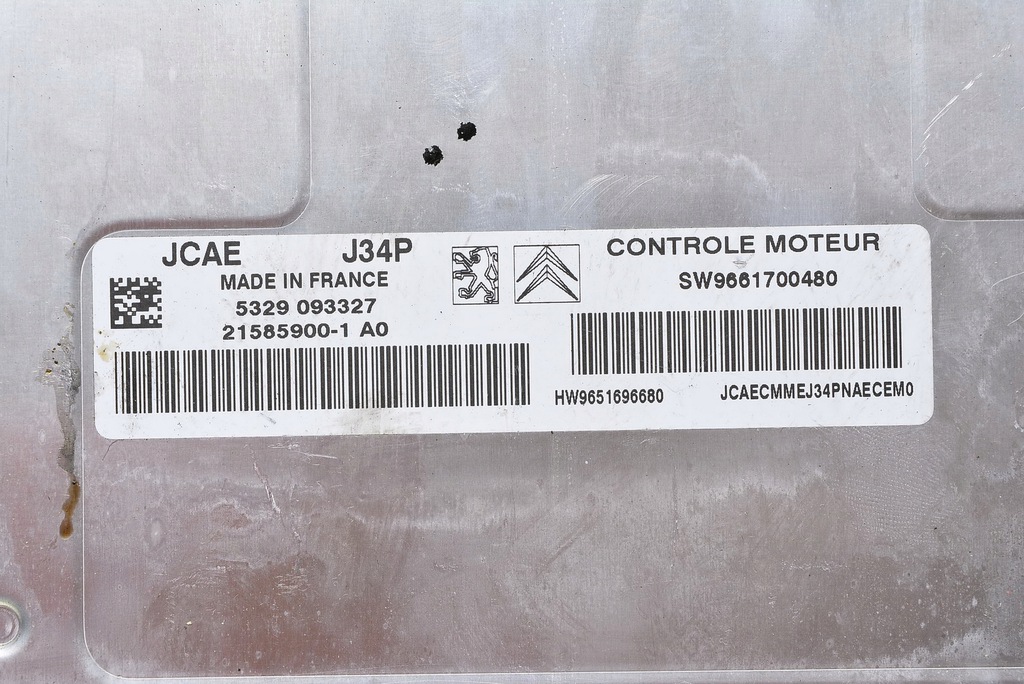 JCAE J34P
MADE IN FRANCE
5329 093327
21585900-1 A0
CONTROLE MOTEUR
SW9661700480
HW9651696680 JCAECMMEJ34PNAECEM0